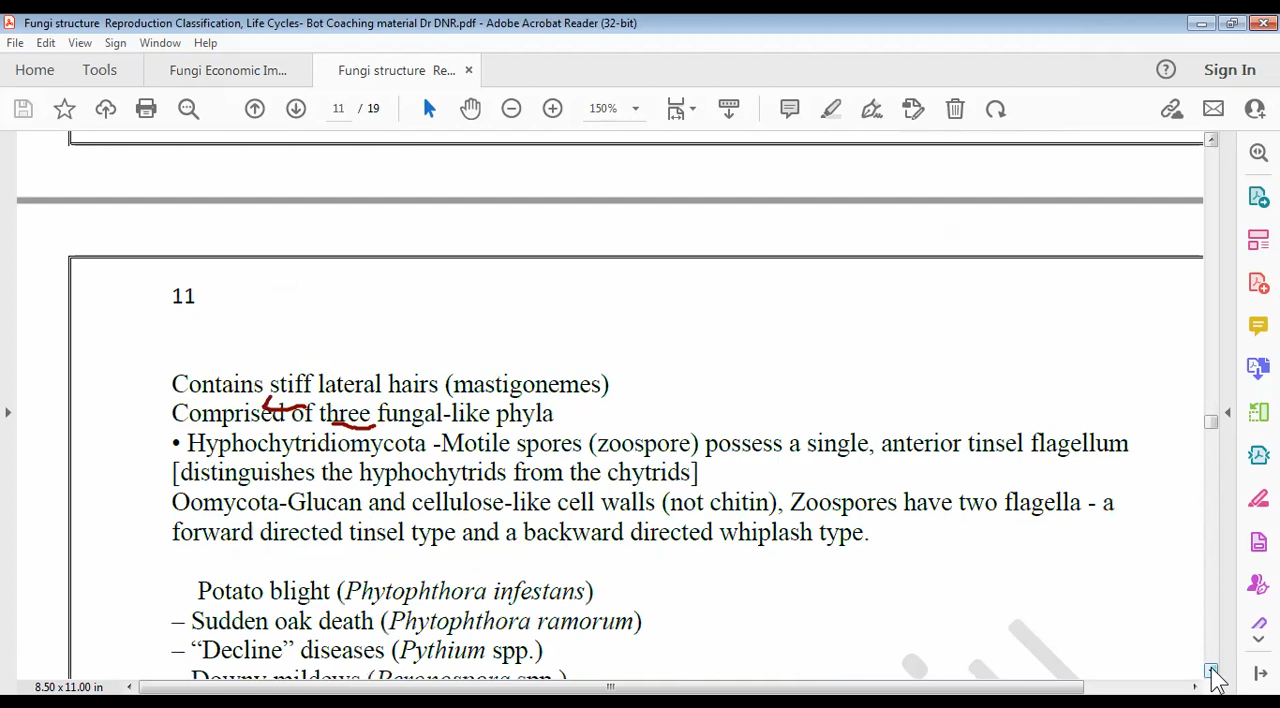 Fungi structure  Reproduction Classification, Life Cycles- Bot Coaching material Dr DNR.pdf - Adobe Acrobat Reader (32-bit)
File Edit View Sign Window Help
Home Tools Fungi Economic Im... Fungi structure  Re... × Sign In
11 / 19 150%
11
Contains stiff lateral hairs (mastigonemes)
Comprised of three fungal-like phyla
• Hyphochytridiomycota -Motile spores (zoospore) possess a single, anterior tinsel flagellum
[distinguishes the hyphochytrids from the chytrids]
Oomycota-Glucan and cellulose-like cell walls (not chitin), Zoospores have two flagella - a
forward directed tinsel type and a backward directed whiplash type.
Potato blight (Phytophthora infestans)
– Sudden oak death (Phytophthora ramorum)
– “Decline” diseases (Pythium spp.)
Downy mildews (Peronospora spp.)
8.50 x 11.00 in